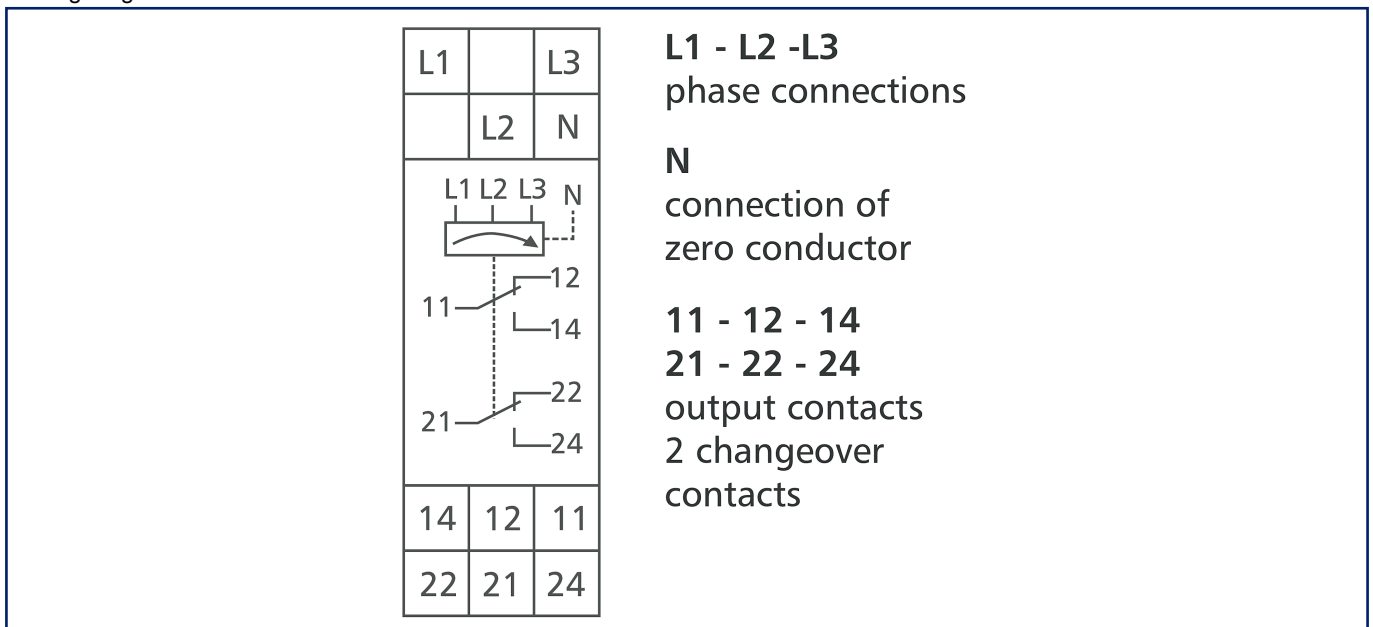 L1 L3
L2 N
L1 L2 L3 N
12
11
14
22
21
24
14 12 11
22 21 24
L1 - L2 -L3
phase connections
N
connection of
zero conductor
11 - 12 - 14
21 - 22 - 24
output contacts
2 changeover
contacts